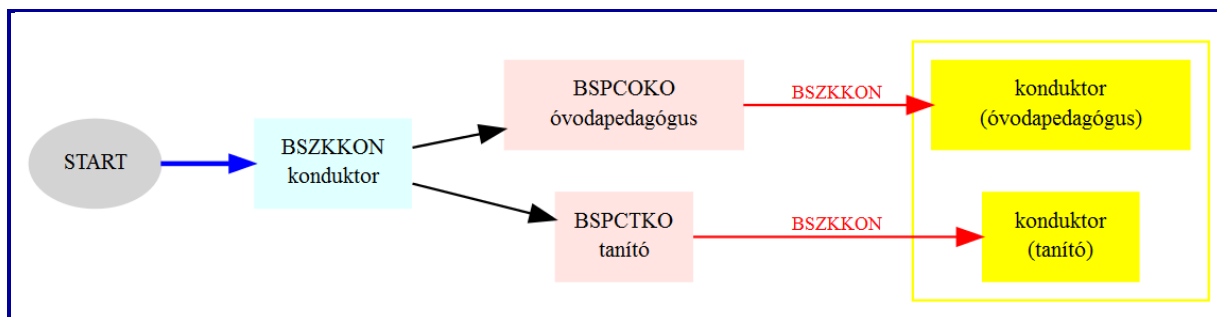 START
BSZKKON
konduktor
BSPCOKO
óvodapedagógus
BSZKKON
konduktor
(óvodapedagógus)
BSPCTKO
tanító
BSZKKON
konduktor
(tanító)